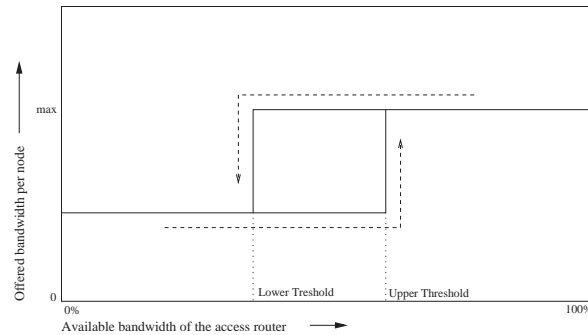 Offered bandwidth per node
max
0
Lower Treshold
Upper Threshold
0%
100%
Available bandwidth of the access router